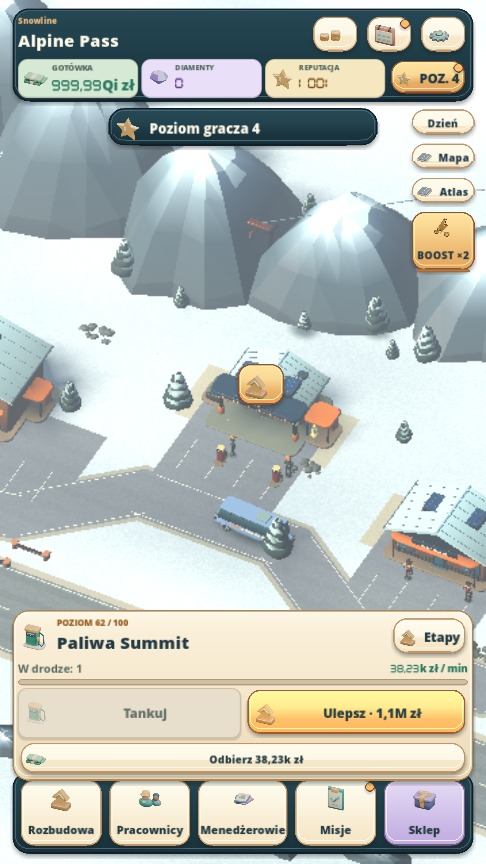 Snowline
Alpine Pass
GOTÓWKA
999,99Qi zł
DIAMENTY
0
REPUTACJA
POZ. 4
Poziom gracza 4
Dzień
Mapa
Atlas
BOOST ×2
POZIOM 62 / 100
Paliwa Summit
Etapy
W drodze: 1
38,23k zł / min
Tankuj
Ulepsz · 1,1M zł
Odbierz 38,23k zł
Rozbudowa
Pracownicy
Menedżerowie
Misje
Sklep